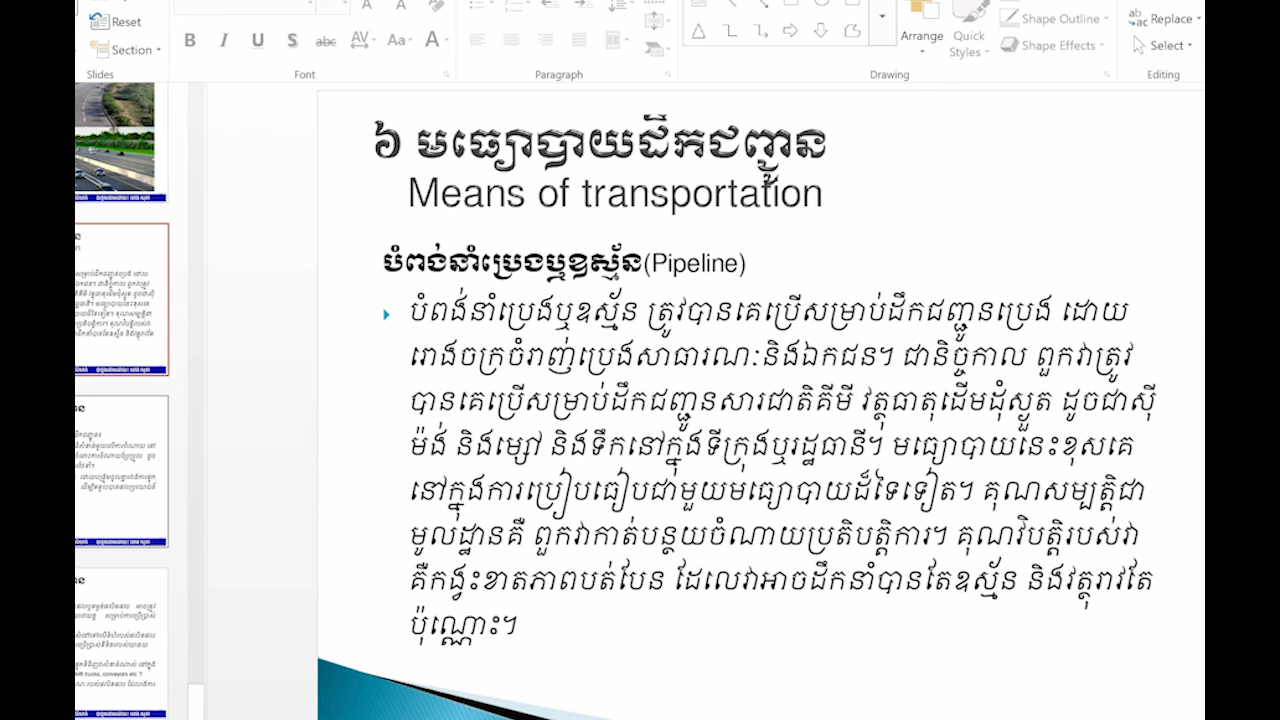 Reset
Section
Slides
B I U S abc AV Aa A
Font
Paragraph
Arrange
Quick Styles
Shape Outline
Shape Effects
Drawing
Replace
Select
Editing
៦ មធ្យោបាយដឹកជញ្ជូន
Means of transportation
បំពង់នាំប្រេងឬឧស្ម័ន(Pipeline)
បំពង់នាំប្រេងឬឧស្ម័ន ត្រូវបានគេប្រើសម្រាប់ដឹកជញ្ជូនប្រេង ដោយ
រោងចក្រចំរាញ់ប្រេងសាធារណៈនិងឯកជន។ ជានិច្ចកាល ពួកវាត្រូវ
បានគេប្រើសម្រាប់ដឹកជញ្ជូនសារជាតិគីមី វត្ថុធាតុដើមដុំស្ងួត ដូចជាស៊ី
ម៉ង់ និងម្សៅ និងទឹកនៅក្នុងទីក្រុងឬរដ្ឋធានី។ មធ្យោបាយនេះខុសគេ
នៅក្នុងការប្រៀបធៀបជាមួយមធ្យោបាយដ៏ទៃទៀត។ គុណសម្បត្តិជា
មូលដ្ឋានគឺ ពួកវាកាត់បន្ថយចំណាយប្រតិបត្តិការ។ គុណវិបត្តិរបស់វា
គឺកង្វះខាតភាពបត់បែន ដែលវាអាចដឹកនាំបានតែឧស្ម័ន និងវត្ថុរាវតែ
ប៉ុណ្ណោះ។